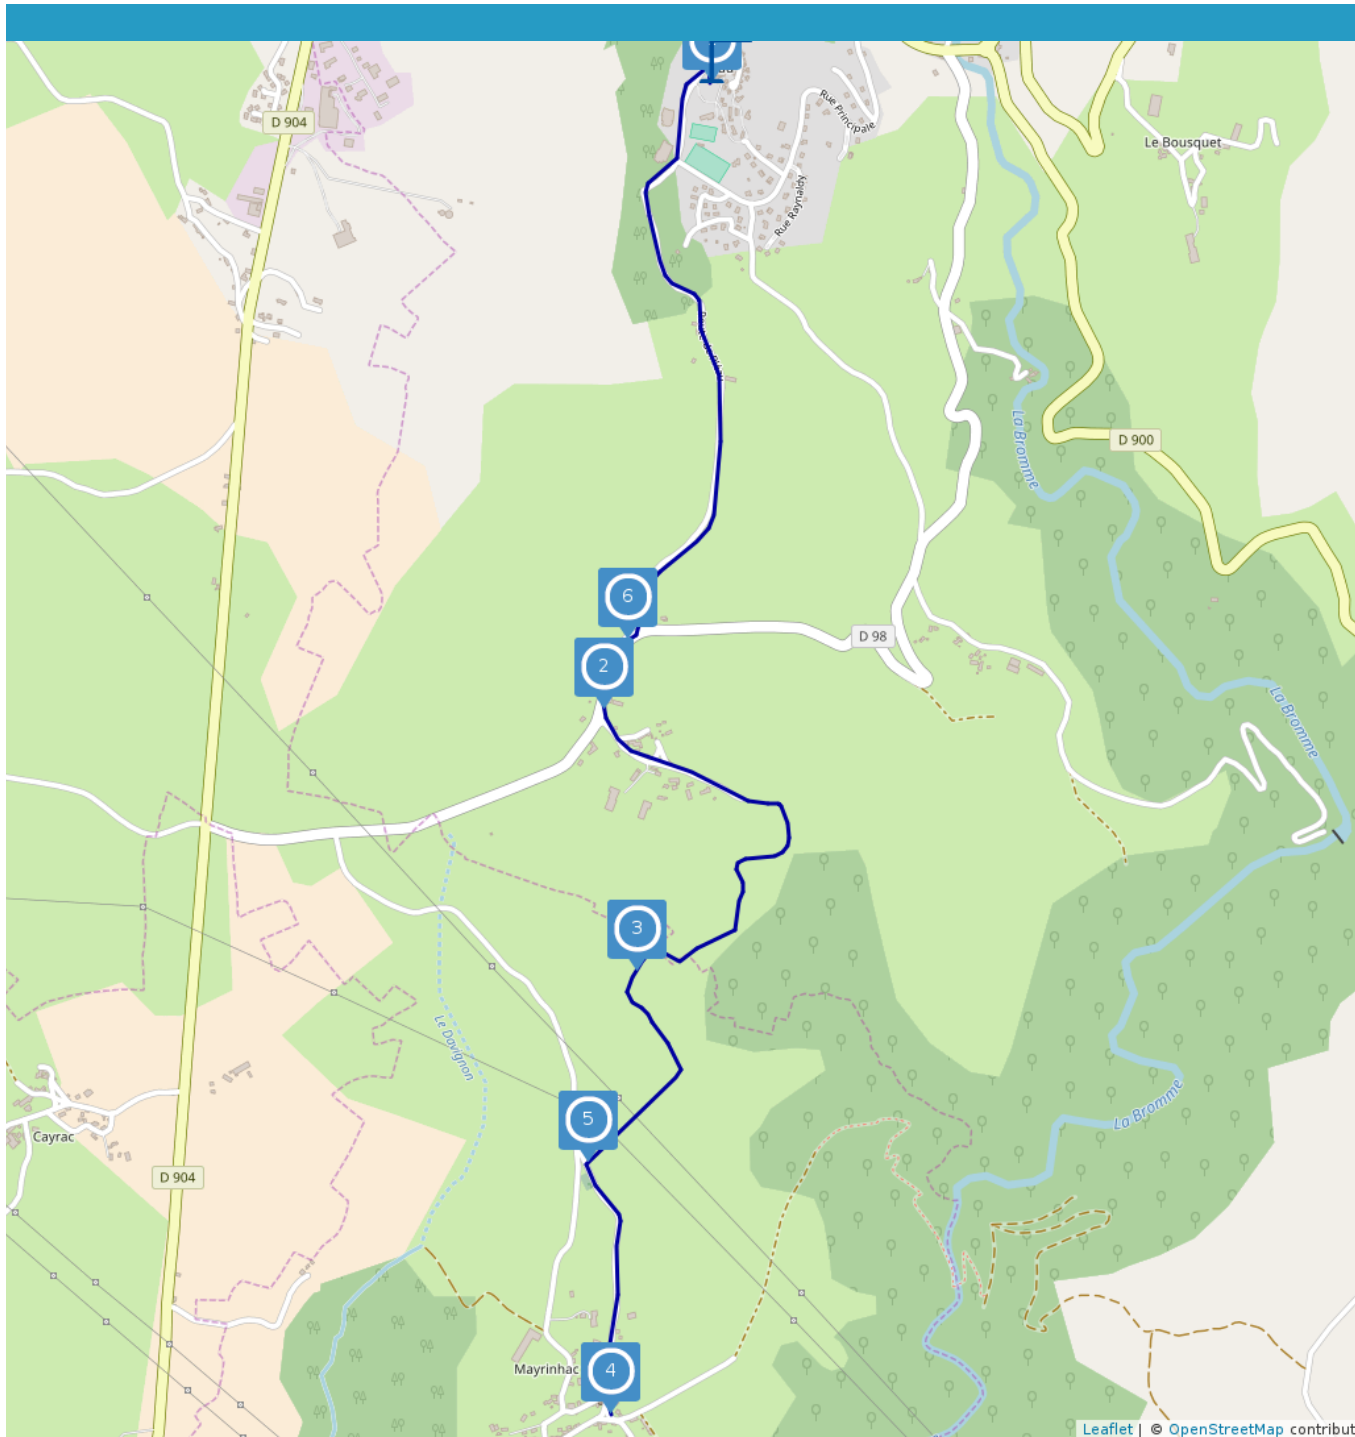 D 904
Rue Principale
Le Bousquet
Rue Raynaldy
La Bromme
D 900
6
D 98
2
La Bromme
3
Le Davignon
5
La Bromme
Cayrac
D 904
Mayrinhac
4
Leaflet | © OpenStreetMap contribut